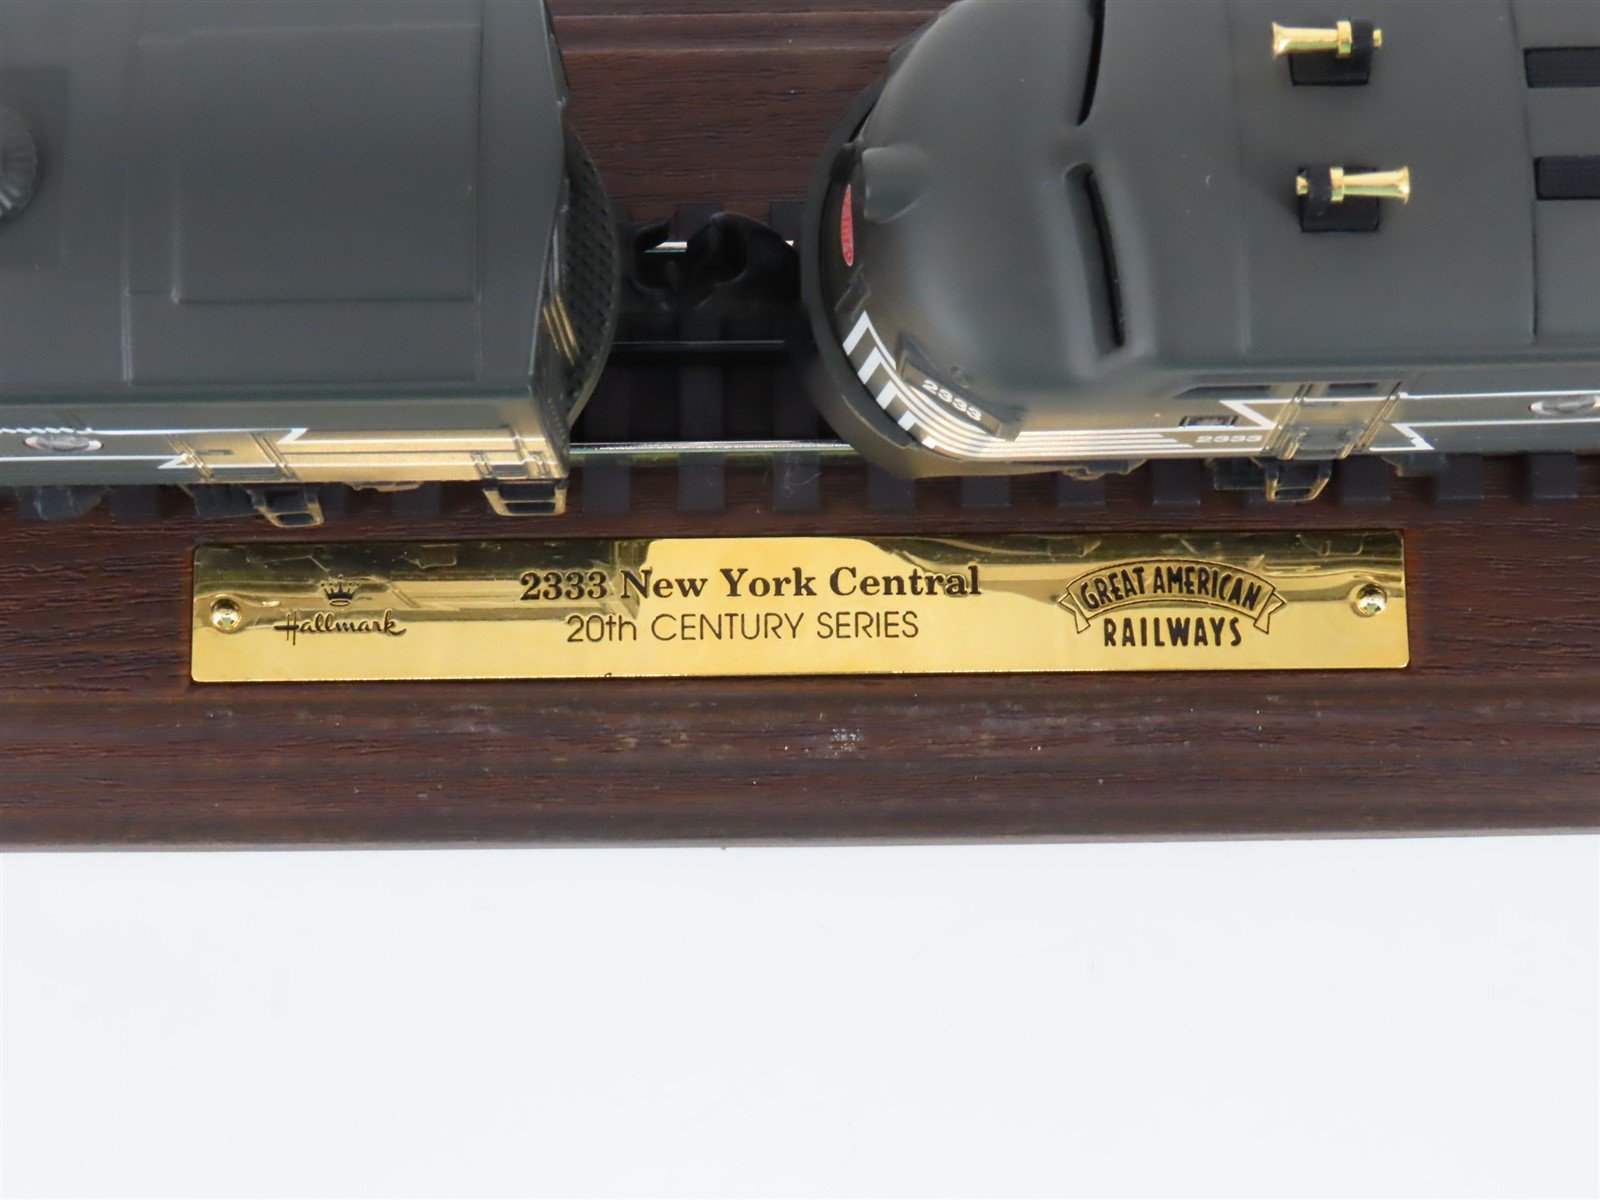 2333
2333
Hallmark
2333 New York Central
20th CENTURY SERIES
GREAT AMERICAN
RAILWAYS